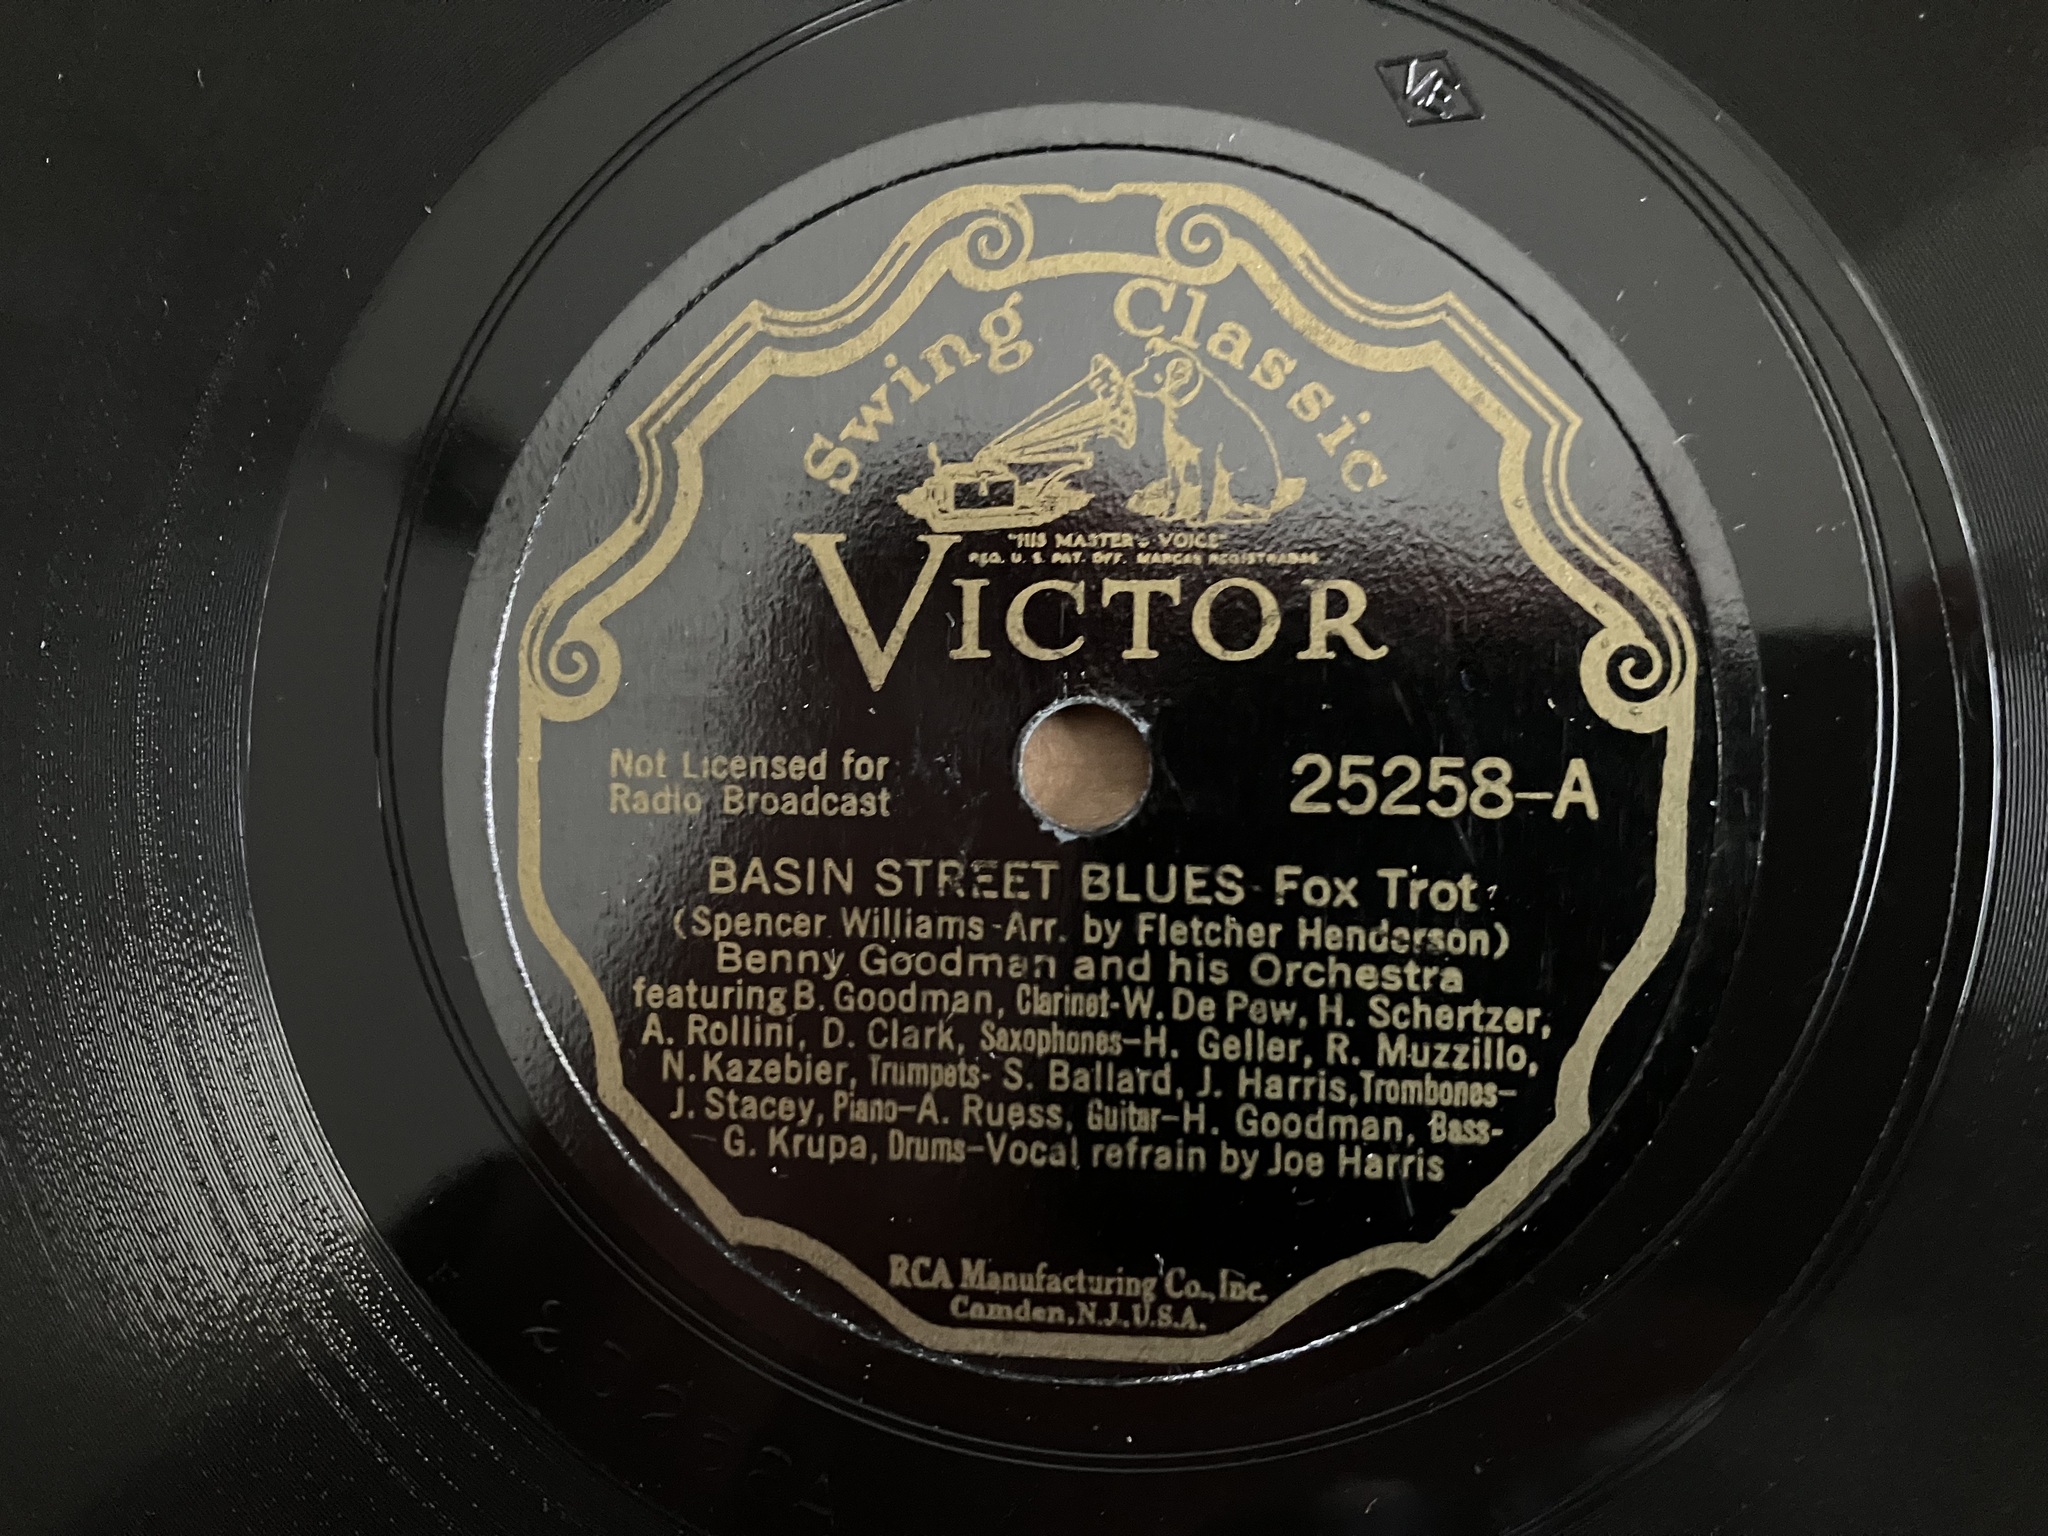 VE
Swing Classic
"HIS MASTER'S VOICE"
REG. U. S. PAT. OFF. MARCAS REGISTRADAS
VICTOR
Not Licensed for
Radio Broadcast
25258-A
BASIN STREET BLUES-Fox Trot
(Spencer Williams-Arr. by Fletcher Henderson)
Benny Goodman and his Orchestra
featuring B. Goodman, Clarinet-W. De Pew, H. Schertzer,
A. Rollini, D. Clark, Saxophones-H. Geller, R. Muzzillo,
N. Kazebier, Trumpets- S. Ballard, J. Harris, Trombones-
J. Stacey, Piano-A. Ruess, Guitar-H. Goodman, Bass-
G. Krupa, Drums-Vocal refrain by Joe Harris
RCA Manufacturing Co., Inc.
Camden, N.J., U.S.A.